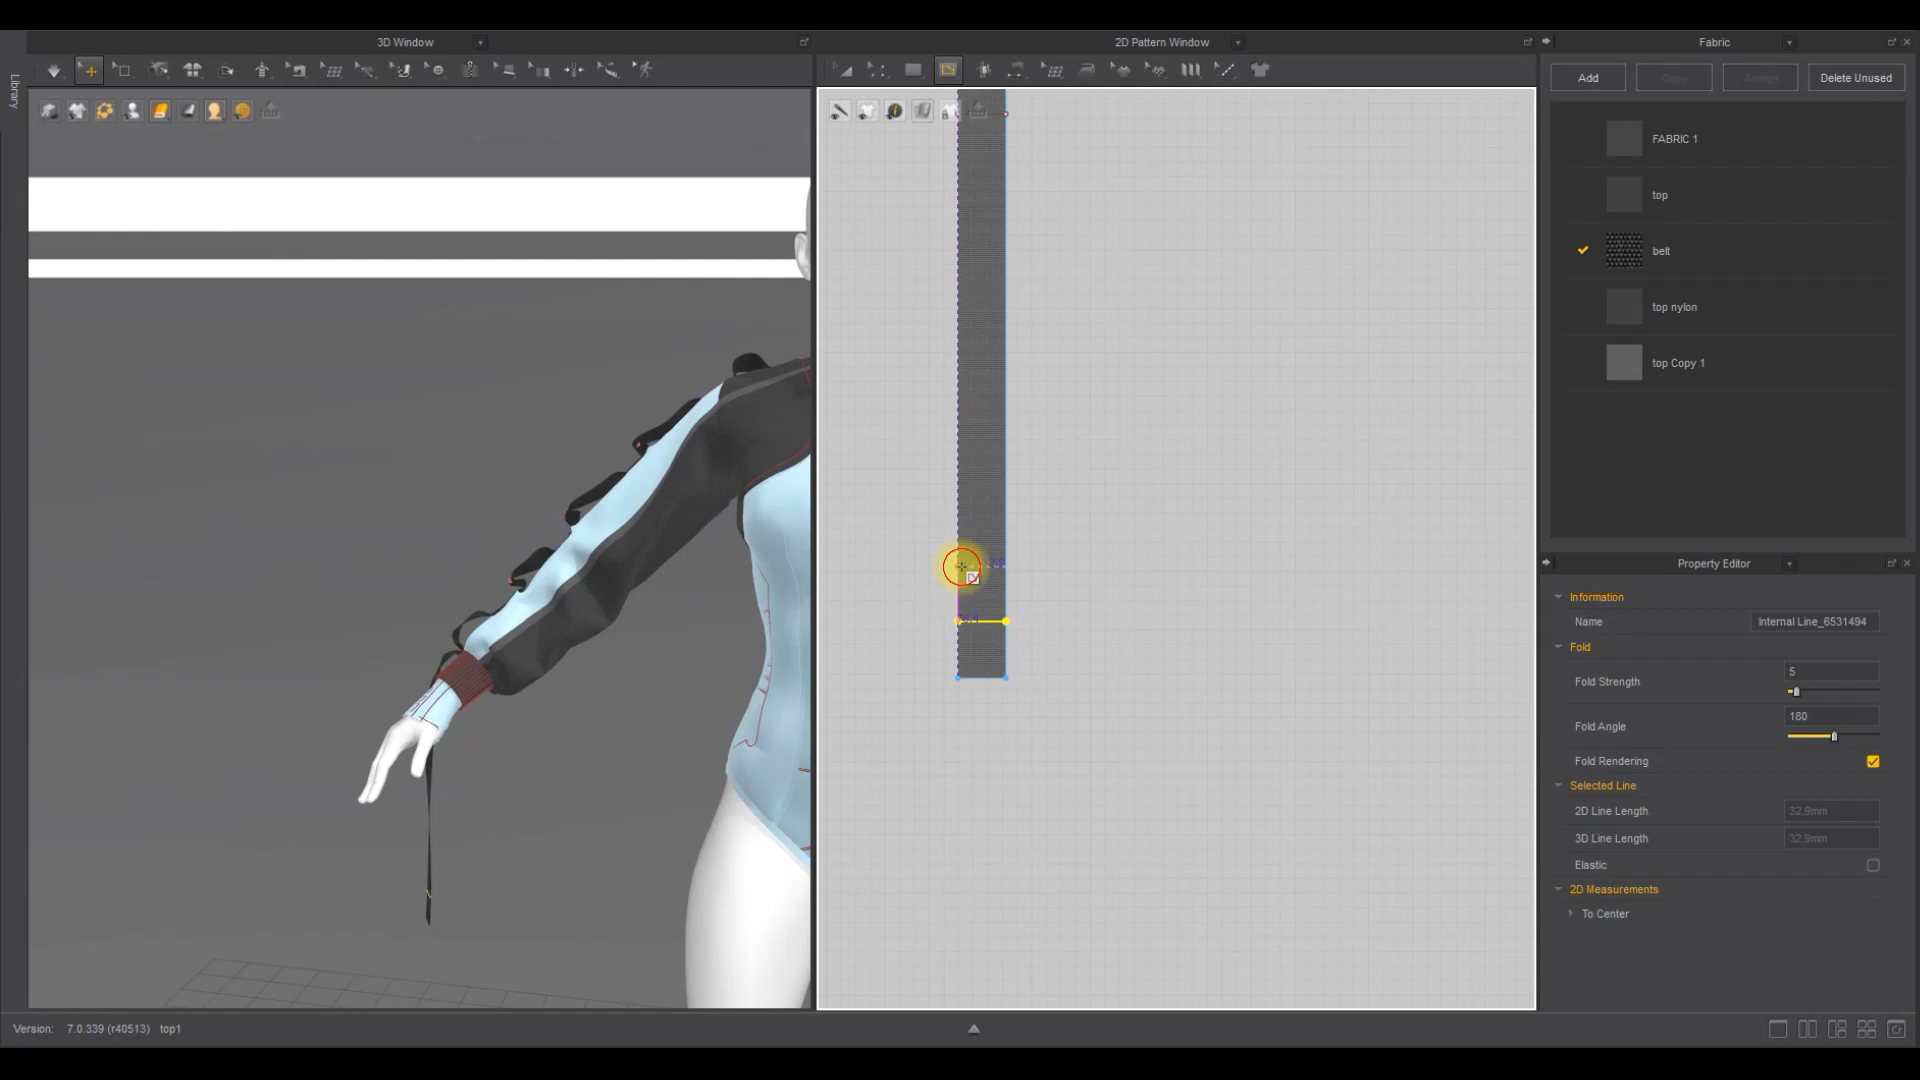 3D Window
2D Pattern Window
Fabric
Library
Add
Copy
Assign
Delete Unused
FABRIC 1
top
belt
top nylon
top Copy 1
Property Editor
Information
Name
Internal Line_6531494
Fold
Fold Strength
5
Fold Angle
180
Fold Rendering
Selected Line
2D Line Length
32,9mm
3D Line Length
32,9mm
Elastic
2D Measurements
To Center
Version: 7.0.339 (r40513) top1